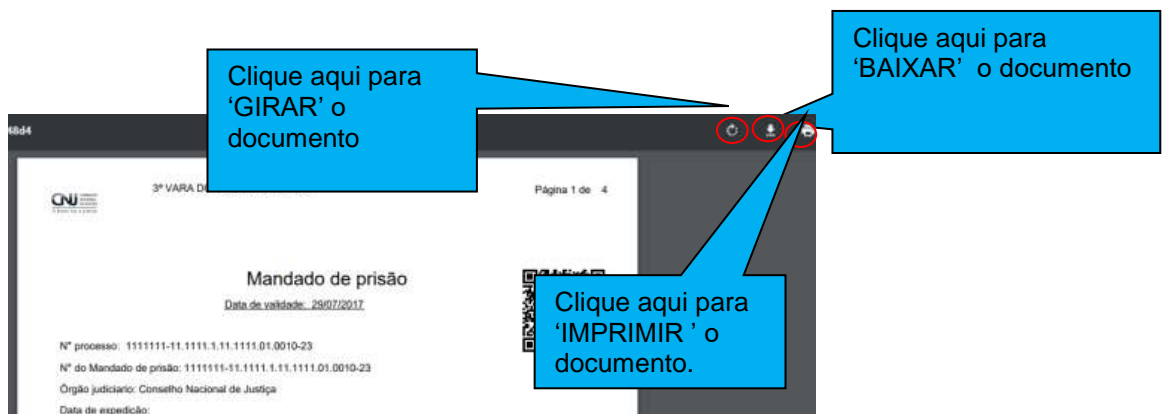 Clique aqui para
'BAIXAR' o documento
Clique aqui para
'GIRAR' o
documento
48d4
CNJ
3ª VARA D
Página 1 de 4
Mandado de prisão
Data de validade: 29/07/2017
Clique aqui para
'IMPRIMIR ' o
documento.
N° processo: 1111111-11.1111.1.11.1111.01.0010-23
N° do Mandado de prisão: 1111111-11.1111.1.11.1111.01.0010-23
Órgão judiciario: Conselho Nacional de Justiça
Data de expedição: